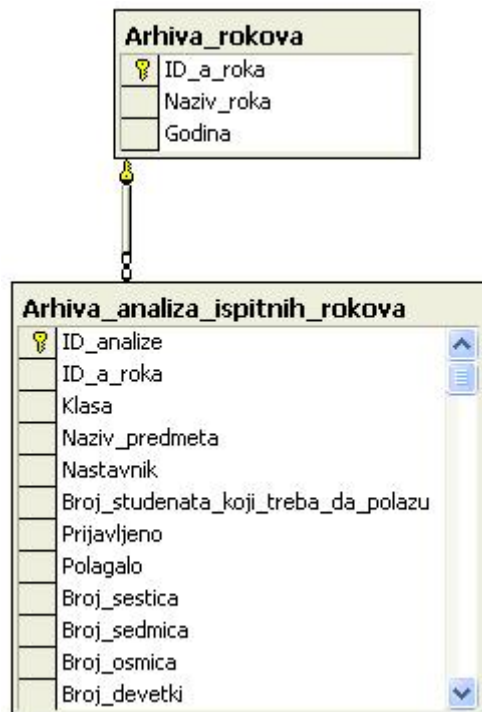 Arhiva_rokova
ID_a_roka
Naziv_roka
Godina
Arhiva_analiza_ispitnih_rokova
ID_analize
ID_a_roka
Klasa
Naziv_predmeta
Nastavnik
Broj_studenata_koji_treba_da_polazu
Prijavljeno
Polagalo
Broj_sestica
Broj_sedmica
Broj_osmica
Broj_devetki